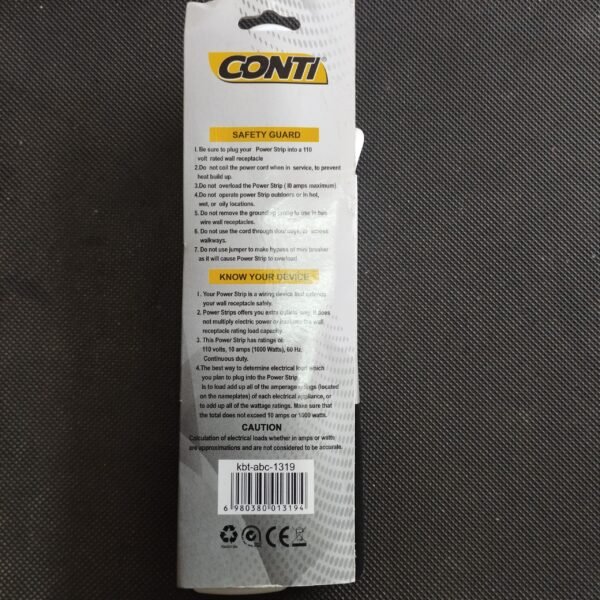 CONTI®
SAFETY GUARD
1. Be sure to plug your Power Strip into a 110
volt rated wall receptacle
2.Do not coil the power cord when in service, to prevent
heat build up.
3.Do not overload the Power Strip ( I0 amps maximum)
4.Do not operate power Strip outdoors or in hot,
wet, or oily locations.
5. Do not remove the grounding prong to use in two
wire wall receptacles.
6. Do not use the cord through doorways, or across
walkways.
7. Do not use jumper to make bypass of mini breaker
as it will cause Power Strip to overload
KNOW YOUR DEVICE
1. Your Power Strip is a wiring device that extends
your wall receptacle safely.
2. Power Strips offers you extra outlets only. It does
not multiply electric power or increase the wall
receptacle rating load capacity.
3. This Power Strip has ratings of:
110 volts, 10 amps (1000 Watts), 60 Hz,
Continuous duty.
4.The best way to determine electrical load which
you plan to plug into the Power Strip
is to load add up all of the amperage ratings (located
on the nameplates) of each electrical appliance, or
to add up all of the wattage ratings. Make sure that
the total does not exceed 10 amps or 1000 watts.
CAUTION
Calculation of electrical loads whether in amps or watts
are approximations and are not considered to be accurate.
kbt-abc-1319
6 980380 013194
CE